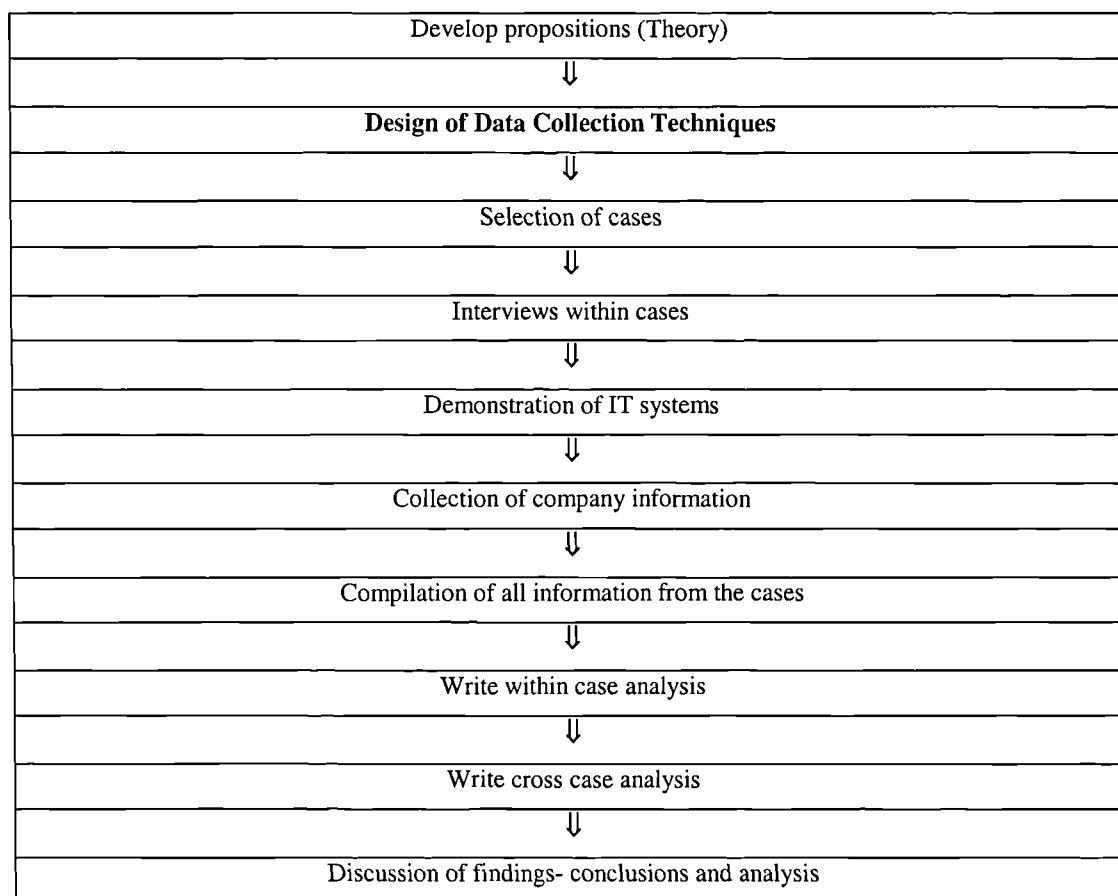 Develop propositions (Theory)
⇓
Design of Data Collection Techniques
⇓
Selection of cases
⇓
Interviews within cases
⇓
Demonstration of IT systems
⇓
Collection of company information
⇓
Compilation of all information from the cases
⇓
Write within case analysis
⇓
Write cross case analysis
⇓
Discussion of findings- conclusions and analysis